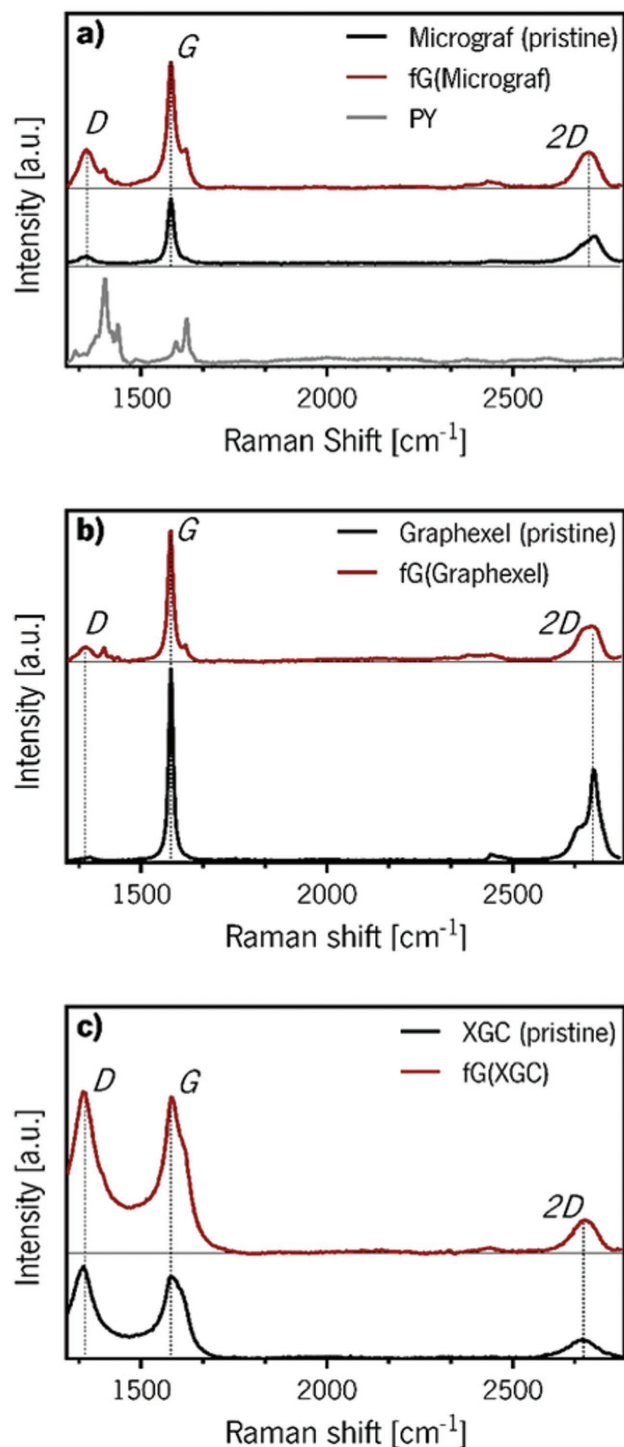 a)
G
Micrograf (pristine)
fG(Micrograf)
PY
D
2D
Intensity [a.u.]
1500 2000 2500
Raman Shift [cm⁻¹]
b)
G
Graphexel (pristine)
fG(Graphexel)
D
2D
Intensity [a.u.]
1500 2000 2500
Raman shift [cm⁻¹]
c)
XGC (pristine)
D G
fG(XGC)
2D
Intensity [a.u.]
1500 2000 2500
Raman shift [cm⁻¹]